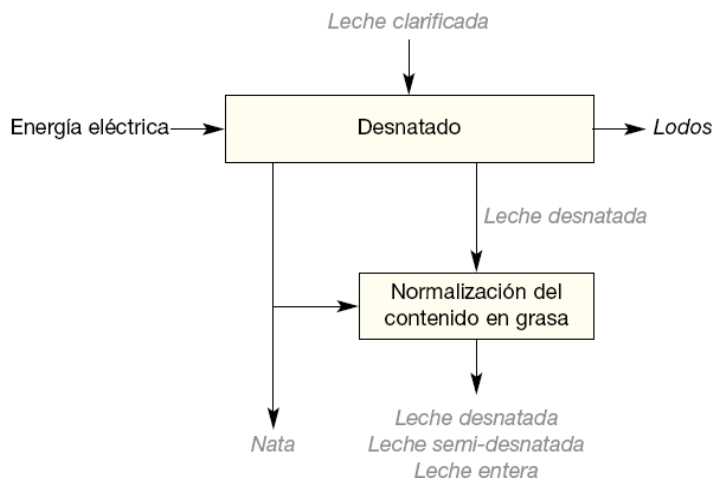 Leche clarificada
Energía eléctrica
Desnatado
Lodos
Leche desnatada
Normalización del
contenido en grasa
Nata
Leche desnatada
Leche semi-desnatada
Leche entera